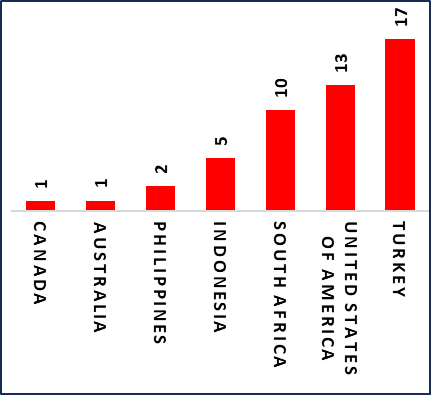 1
1
2
5
10
13
17
CANADA
AUSTRALIA
PHILIPPINES
INDONESIA
SOUTH AFRICA
UNITED STATES
OF AMERICA
TURKEY